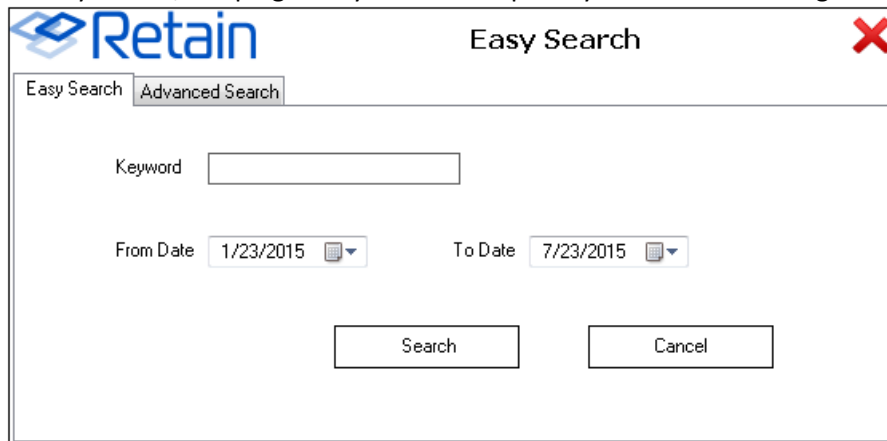 Retain
Easy Search
Easy Search Advanced Search
Keyword
From Date 1/23/2015 To Date 7/23/2015
Search Cancel